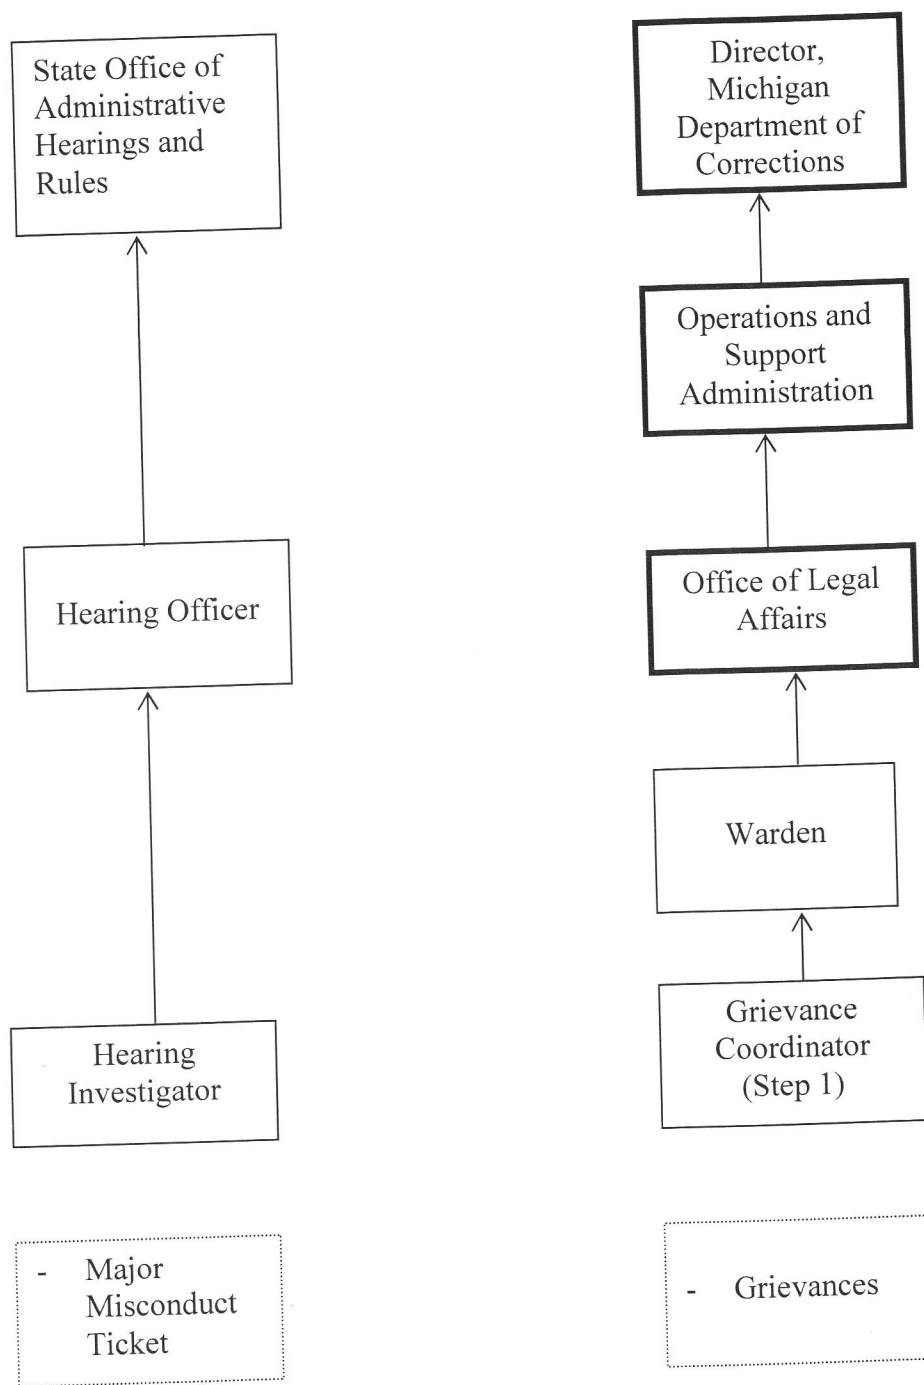 State Office of
Administrative
Hearings and
Rules
Hearing Officer
Hearing
Investigator
- Major
Misconduct
Ticket
Director,
Michigan
Department of
Corrections
Operations and
Support
Administration
Office of Legal
Affairs
Warden
Grievance
Coordinator
(Step 1)
- Grievances